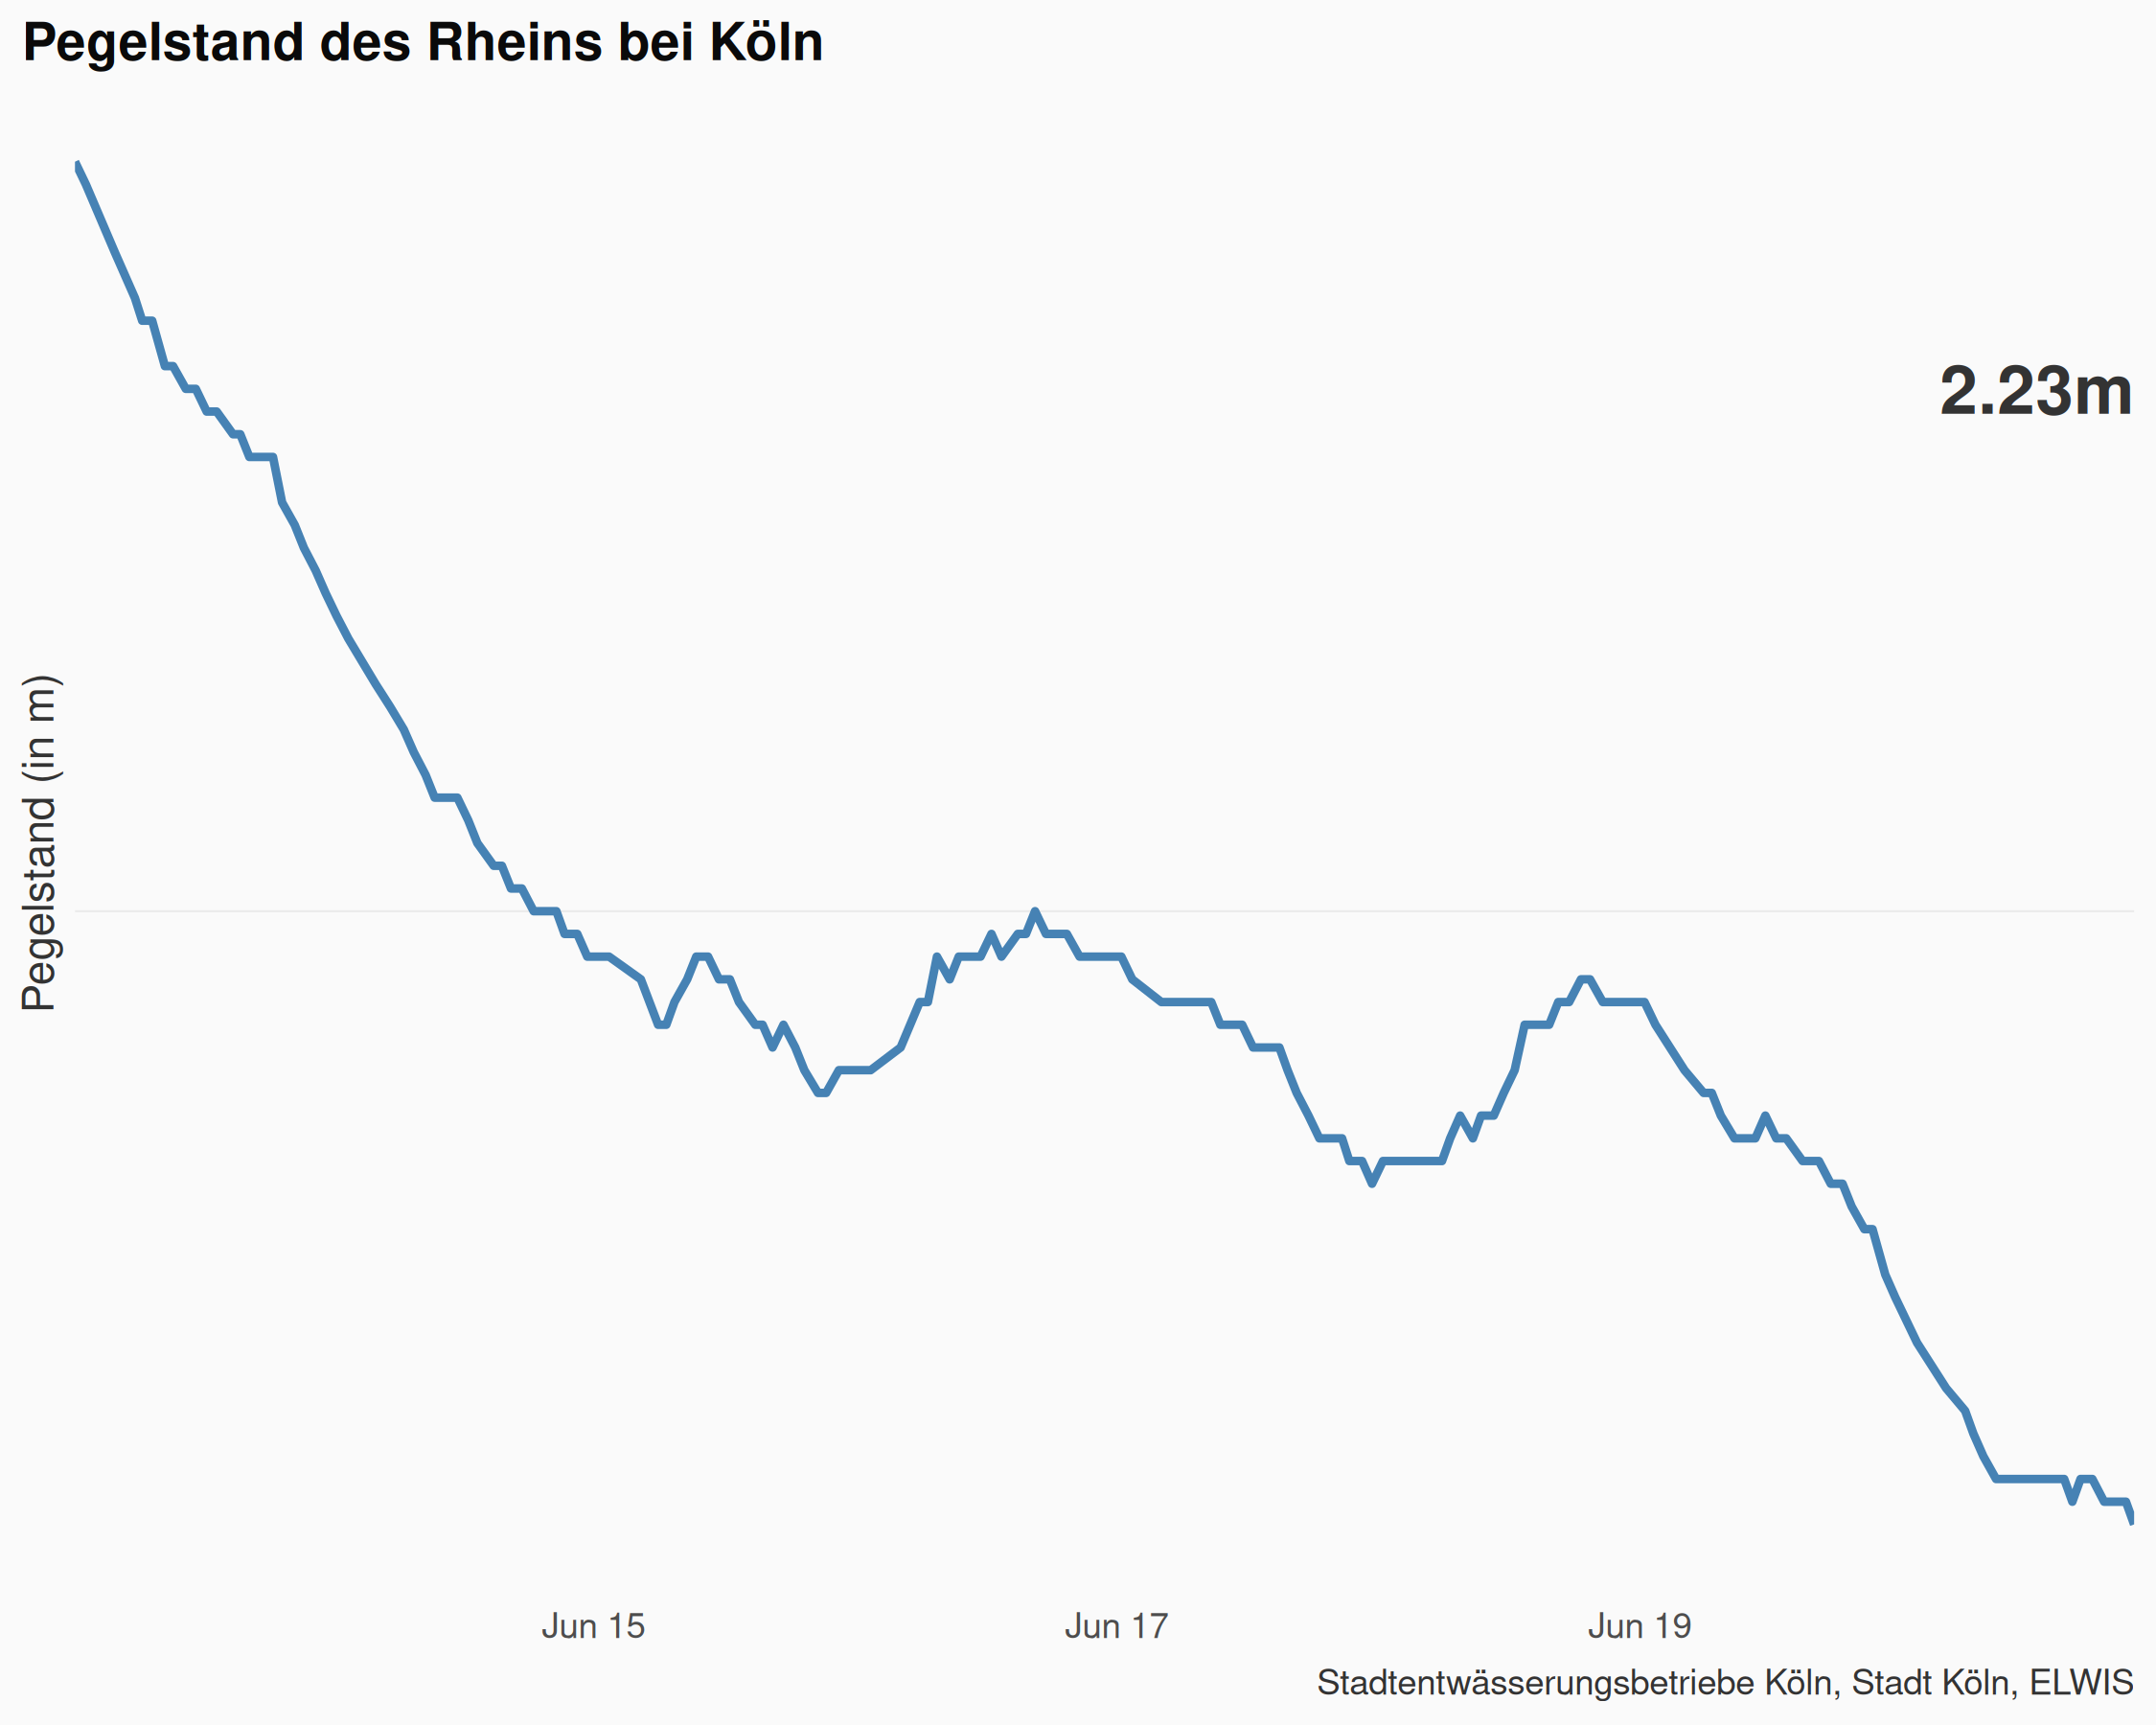 Pegelstand des Rheins bei Köln
2.23m
Pegelstand (in m)
Jun 15
Jun 17
Jun 19
Stadtentwässerungsbetriebe Köln, Stadt Köln, ELWIS